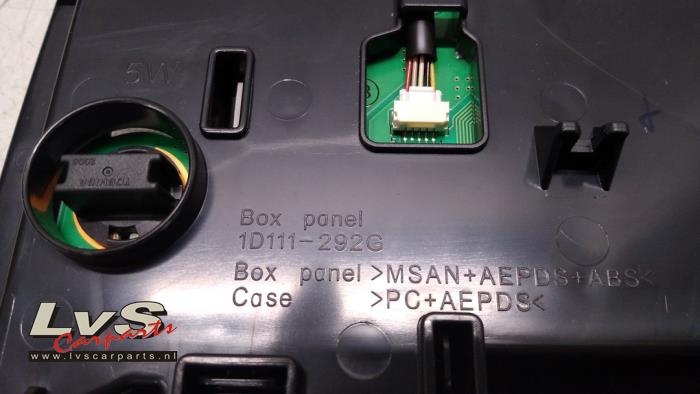 5W
Box panel
1D111-292G
Box panel >MSAN+AEPDS+ABS<
Case >PC+AEPDS<
LvS
Carparts
www.lvscarparts.nl